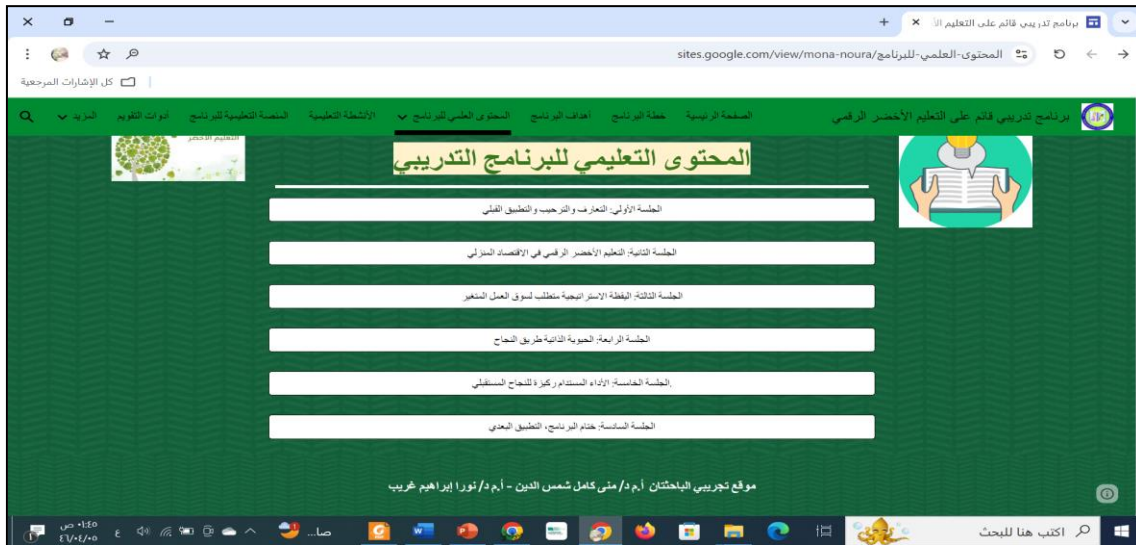 برنامج تدريبي قائم على التعليم ال
sites.google.com/view/mona-noura/المحتوى-العلمي-للبرنامج
كل الإشارات المرجعية
برنامج تدريبي قائم على التعليم الأخضر الرقمي
الصفحة الرئيسية
خطة البرنامج
أهداف البرنامج
المحتوى العلمي للبرنامج
الأنشطة التعليمية
المنصة التعليمية للبرنامج
أدوات التقويم
المزيد
التعليم الأخضر
المحتوى التعليمي للبرنامج التدريبي
الجلسة الأولي: التعارف والترحيب والتطبيق القبلي
الجلسة الثانية: التعليم الأخضر الرقمي في الاقتصاد المنزلي
الجلسة الثالثة: اليقظة الاستراتيجية متطلب لسوق العمل المتغير
الجلسة الرابعة: الحيوية الذاتية طريق النجاح
الجلسة الخامسة: الأداء المستدام ركيزة للنجاح المستقبلي.
الجلسة السادسة: ختام البرنامج، التطبيق البعدي
موقع تجريبي الباحثتان أ.م د/ منى كامل شمس الدين - أ.م د/ نورا إبراهيم غريب
اكتب هنا للبحث
صا...
ع